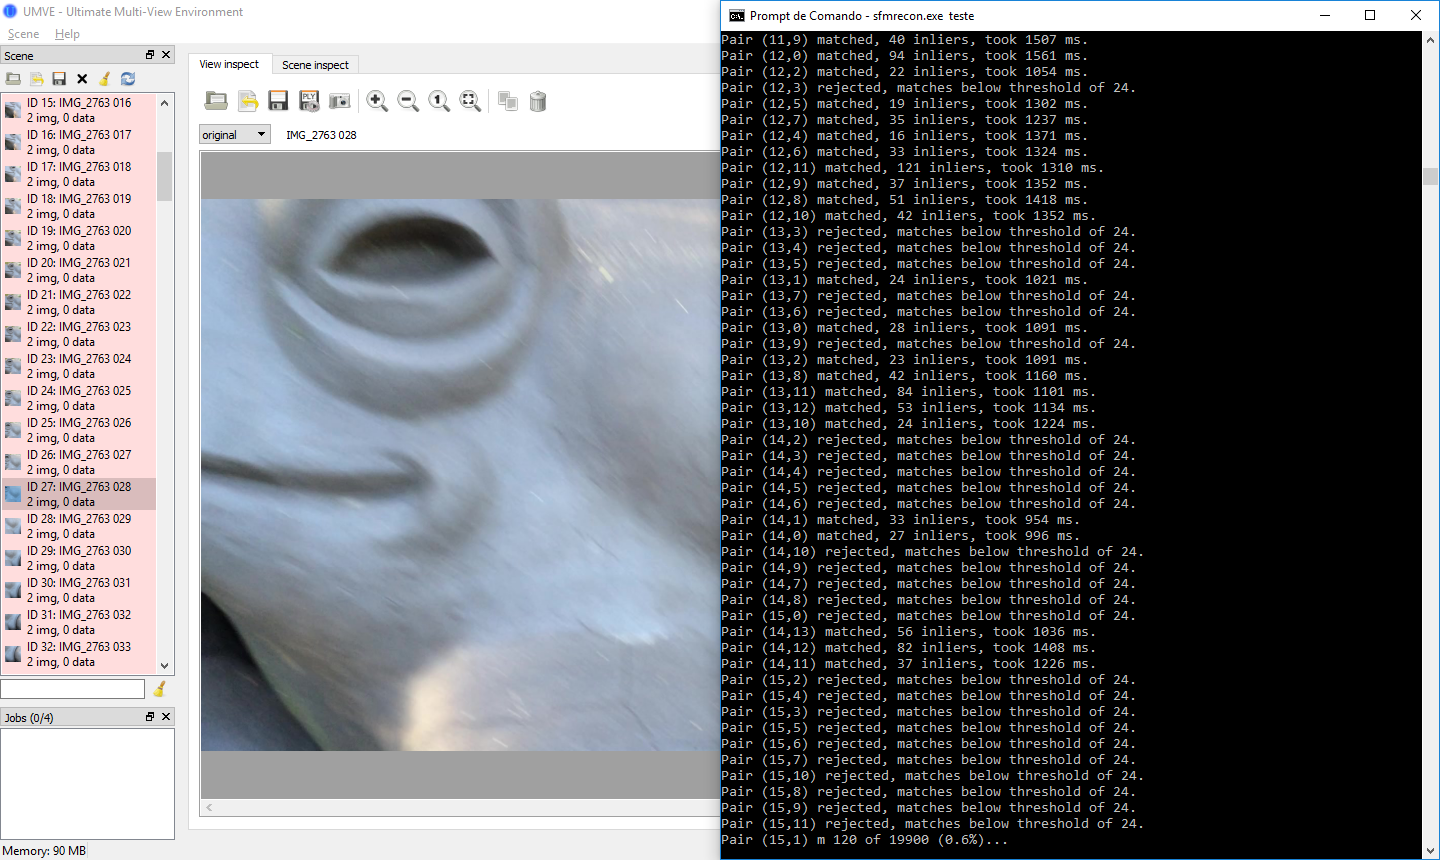 UMVE - Ultimate Multi-View Environment
Scene Help
Scene
ID 15: IMG_2763 016
2 img, 0 data
ID 16: IMG_2763 017
2 img, 0 data
ID 17: IMG_2763 018
2 img, 0 data
ID 18: IMG_2763 019
2 img, 0 data
ID 19: IMG_2763 020
2 img, 0 data
ID 20: IMG_2763 021
2 img, 0 data
ID 21: IMG_2763 022
2 img, 0 data
ID 22: IMG_2763 023
2 img, 0 data
ID 23: IMG_2763 024
2 img, 0 data
ID 24: IMG_2763 025
2 img, 0 data
ID 25: IMG_2763 026
2 img, 0 data
ID 26: IMG_2763 027
2 img, 0 data
ID 27: IMG_2763 028
2 img, 0 data
ID 28: IMG_2763 029
2 img, 0 data
ID 29: IMG_2763 030
2 img, 0 data
ID 30: IMG_2763 031
2 img, 0 data
ID 31: IMG_2763 032
2 img, 0 data
ID 32: IMG_2763 033
2 img, 0 data
Jobs (0/4)
Memory: 90 MB
View inspect Scene inspect
PLY
1
original IMG_2763 028
C:\. Prompt de Comando - sfmrecon.exe teste
Pair (11,9) matched, 40 inliers, took 1507 ms.
Pair (12,0) matched, 94 inliers, took 1561 ms.
Pair (12,2) matched, 22 inliers, took 1054 ms.
Pair (12,3) rejected, matches below threshold of 24.
Pair (12,5) matched, 19 inliers, took 1302 ms.
Pair (12,7) matched, 35 inliers, took 1237 ms.
Pair (12,4) matched, 16 inliers, took 1371 ms.
Pair (12,6) matched, 33 inliers, took 1324 ms.
Pair (12,11) matched, 121 inliers, took 1310 ms.
Pair (12,9) matched, 37 inliers, took 1352 ms.
Pair (12,8) matched, 51 inliers, took 1418 ms.
Pair (12,10) matched, 42 inliers, took 1352 ms.
Pair (13,3) rejected, matches below threshold of 24.
Pair (13,4) rejected, matches below threshold of 24.
Pair (13,5) rejected, matches below threshold of 24.
Pair (13,1) matched, 24 inliers, took 1021 ms.
Pair (13,7) rejected, matches below threshold of 24.
Pair (13,6) rejected, matches below threshold of 24.
Pair (13,0) matched, 28 inliers, took 1091 ms.
Pair (13,9) rejected, matches below threshold of 24.
Pair (13,2) matched, 23 inliers, took 1091 ms.
Pair (13,8) matched, 42 inliers, took 1160 ms.
Pair (13,11) matched, 84 inliers, took 1101 ms.
Pair (13,12) matched, 53 inliers, took 1134 ms.
Pair (13,10) matched, 24 inliers, took 1224 ms.
Pair (14,2) rejected, matches below threshold of 24.
Pair (14,3) rejected, matches below threshold of 24.
Pair (14,4) rejected, matches below threshold of 24.
Pair (14,5) rejected, matches below threshold of 24.
Pair (14,6) rejected, matches below threshold of 24.
Pair (14,1) matched, 33 inliers, took 954 ms.
Pair (14,0) matched, 27 inliers, took 996 ms.
Pair (14,10) rejected, matches below threshold of 24.
Pair (14,9) rejected, matches below threshold of 24.
Pair (14,7) rejected, matches below threshold of 24.
Pair (14,8) rejected, matches below threshold of 24.
Pair (15,0) rejected, matches below threshold of 24.
Pair (14,13) matched, 56 inliers, took 1036 ms.
Pair (14,12) matched, 82 inliers, took 1408 ms.
Pair (14,11) matched, 37 inliers, took 1226 ms.
Pair (15,2) rejected, matches below threshold of 24.
Pair (15,4) rejected, matches below threshold of 24.
Pair (15,3) rejected, matches below threshold of 24.
Pair (15,5) rejected, matches below threshold of 24.
Pair (15,6) rejected, matches below threshold of 24.
Pair (15,7) rejected, matches below threshold of 24.
Pair (15,10) rejected, matches below threshold of 24.
Pair (15,8) rejected, matches below threshold of 24.
Pair (15,9) rejected, matches below threshold of 24.
Pair (15,11) rejected, matches below threshold of 24.
Pair (15,1) m 120 of 19900 (0.6%)...